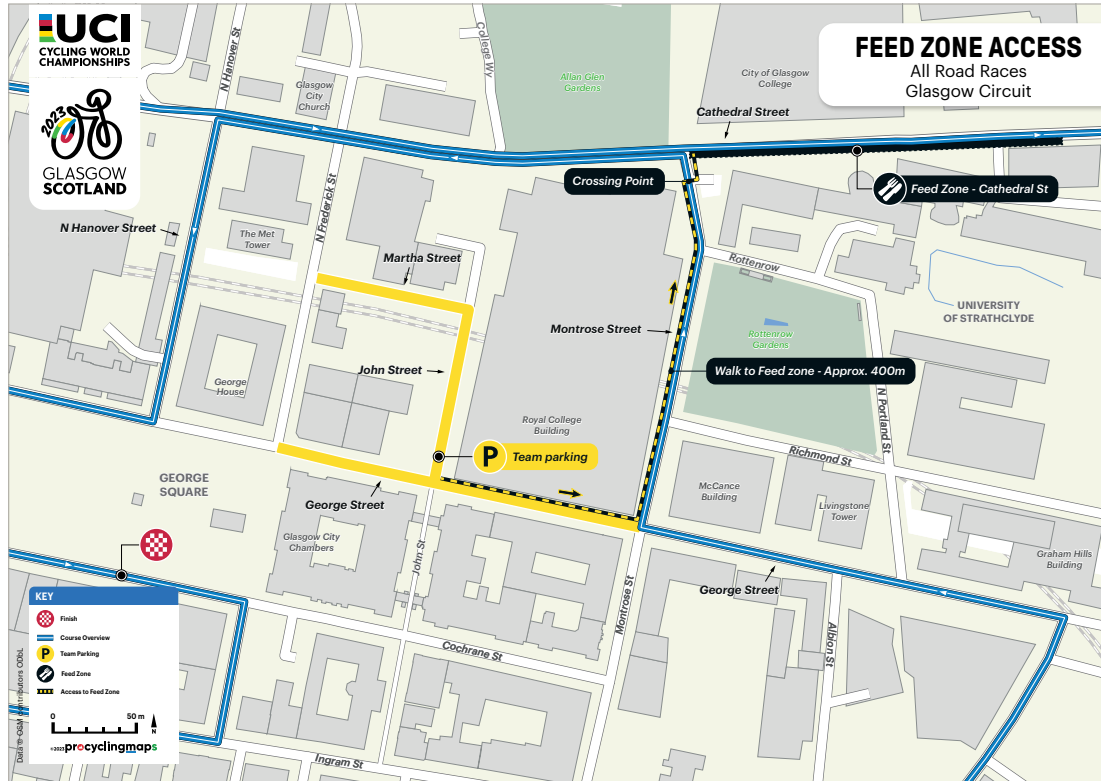 UCI
CYCLING WORLD
CHAMPIONSHIPS
2023
GLASGOW
SCOTLAND
FEED ZONE ACCESS
All Road Races
Glasgow Circuit
N Hanover St
College Wy
Glasgow
City
Church
Allan Glen
Gardens
City of Glasgow
College
Cathedral Street
Crossing Point
Feed Zone - Cathedral St
N Hanover Street
The Met
Tower
N Frederick St
Martha Street
Rottenrow
UNIVERSITY
OF STRATHCLYDE
Montrose Street
Rottenrow
Gardens
John Street
Walk to Feed zone - Approx. 400m
George
House
N Portland St
Royal College
Building
P
Team parking
Richmond St
GEORGE
SQUARE
George Street
McCance
Building
Livingstone
Tower
Glasgow City
Chambers
John St
Graham Hills
Building
George Street
Montrose St
Albion St
Cochrane St
Ingram St
KEY
Finish
Course Overview
P
Team Parking
Feed Zone
Access to Feed Zone
0 50 m
N
©2023 procyclingmaps
Data © OSM contributors ODbL